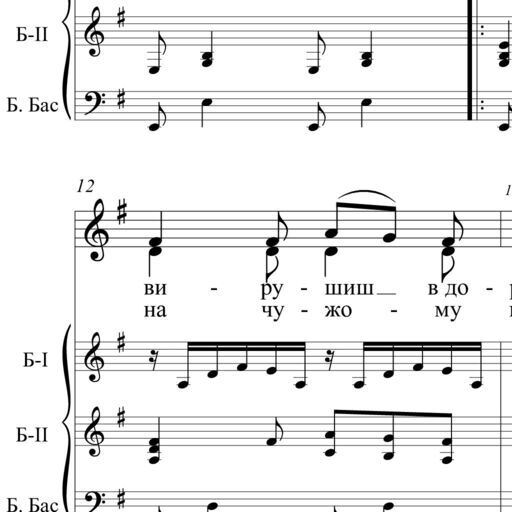 Б-II
Б. Бас
12
ви - ру - шиш__ в до -
на чу - жо - му
Б-I
Б-II
Б. Бас